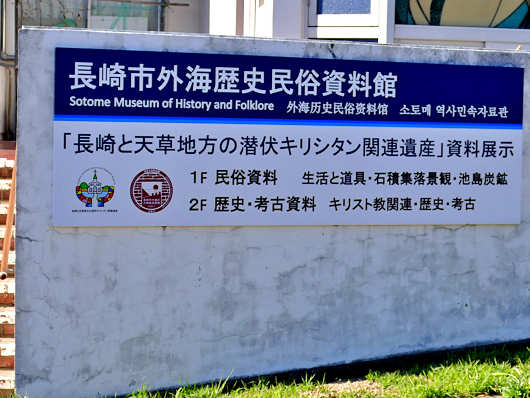 長崎市外海歴史民俗資料館
Sotome Museum of History and Folklore 外海历史民俗资料馆 소토메 역사민속자료관
「長崎と天草地方の潜伏キリシタン関連遺産」資料展示
1F 民俗資料 生活と道具・石積集落景観・池島炭鉱
2F 歴史・考古資料 キリスト教関連・歴史・考古